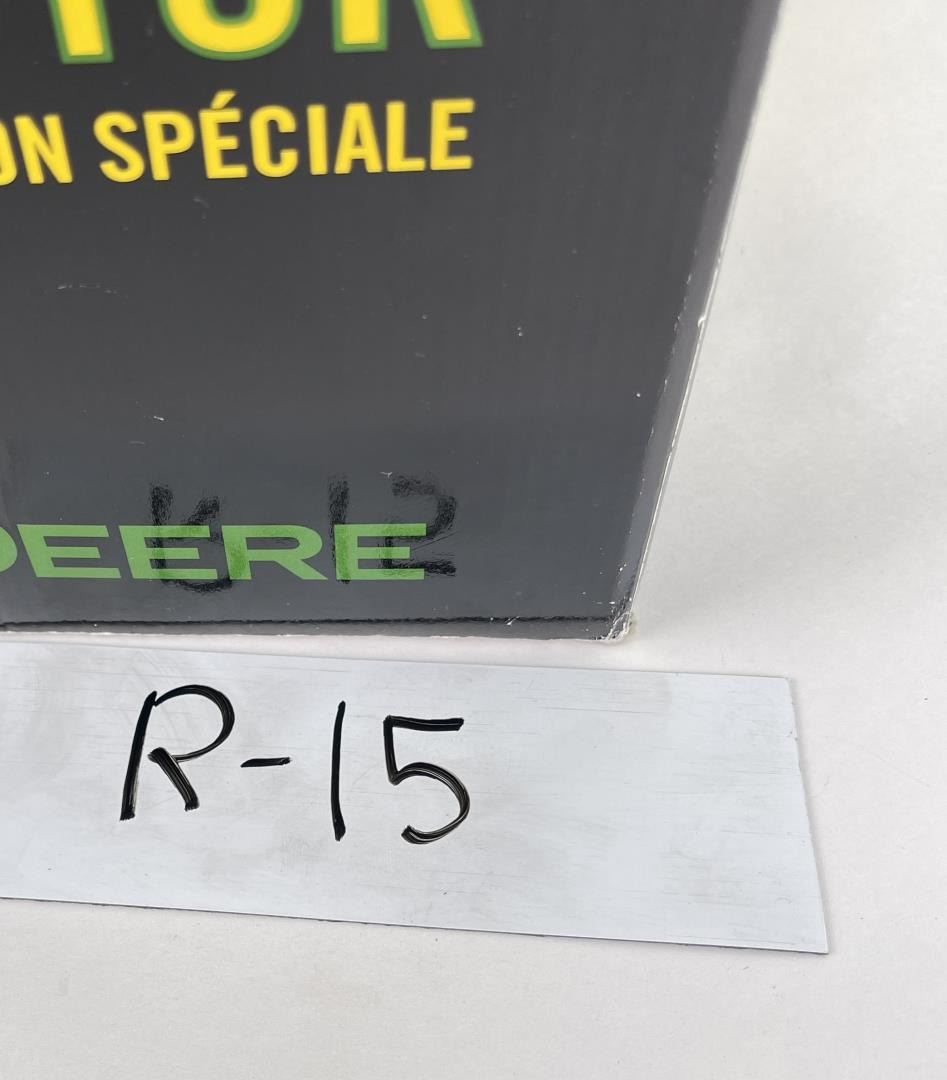 ON SPÉCIALE
DEERE
R-15